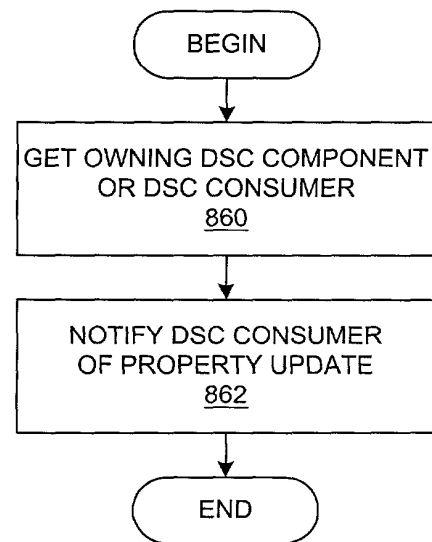 BEGIN
GET OWNING DSC COMPONENT
OR DSC CONSUMER
860
NOTIFY DSC CONSUMER
OF PROPERTY UPDATE
862
END